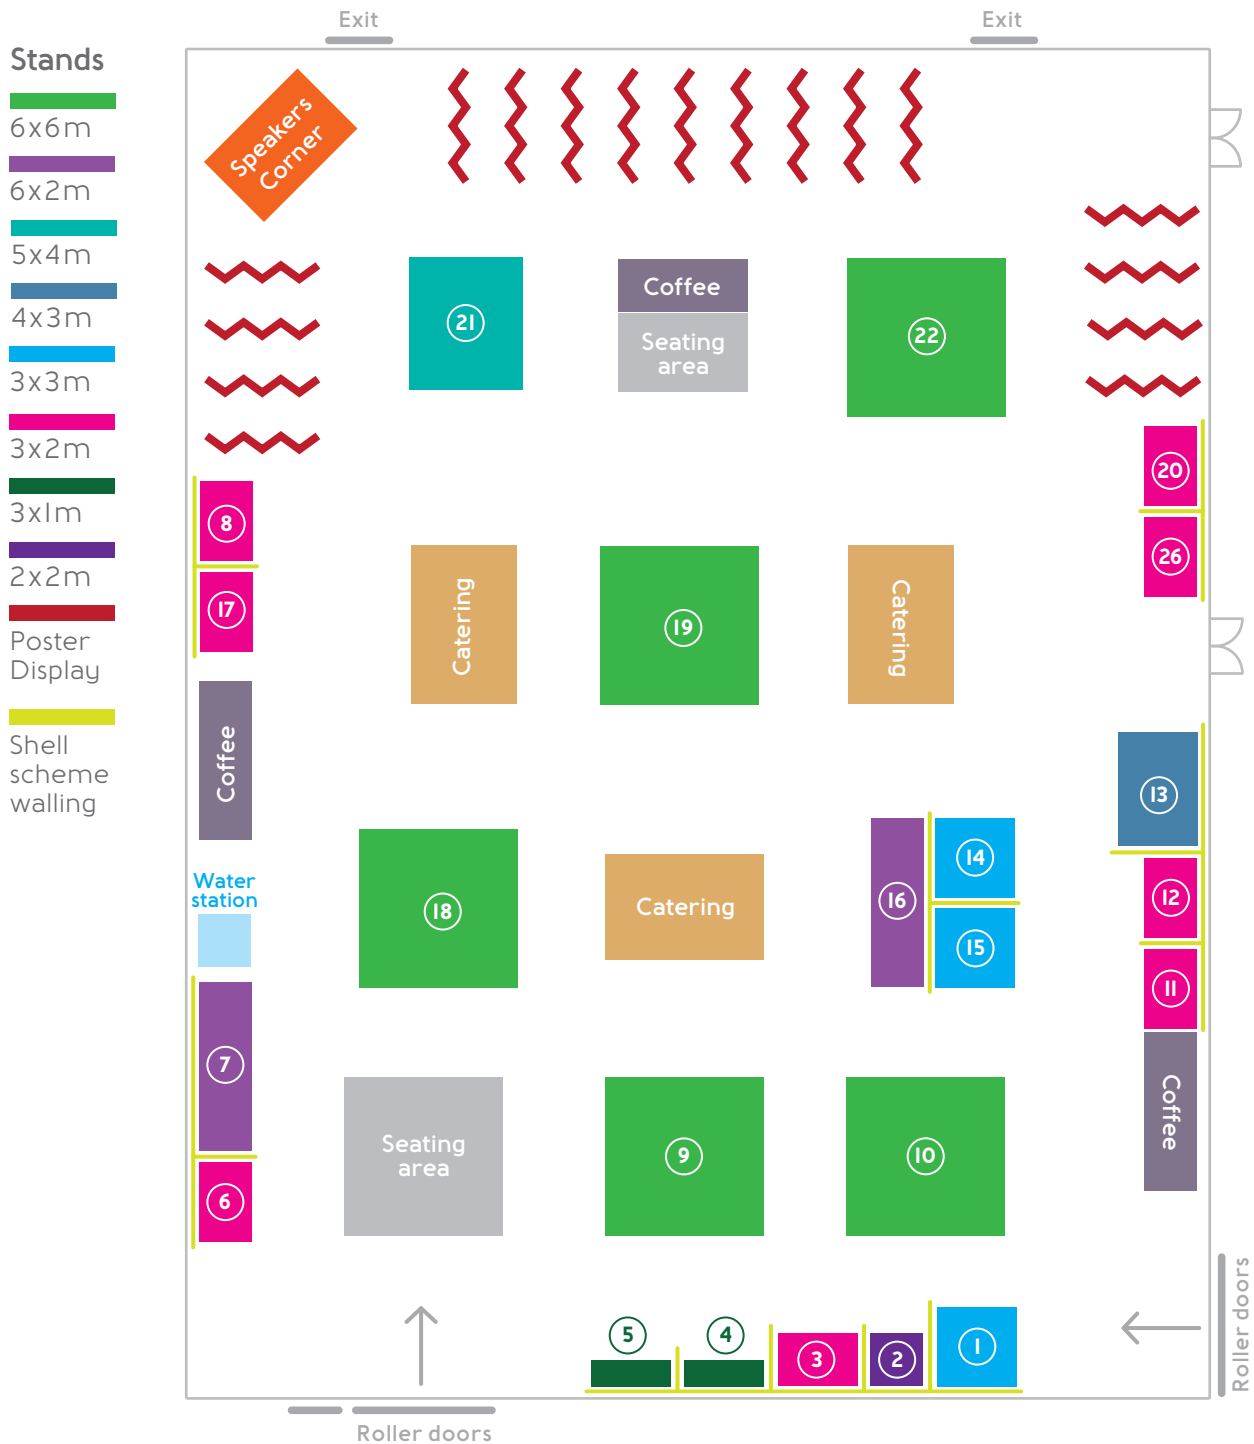 Exit
Exit
Stands
6x6m
6x2m
5x4m
4x3m
3x3m
3x2m
3x1m
2x2m
Poster
Display
Shell
scheme
walling
Speakers
Corner
21
Coffee
Seating
area
22
8
17
20
26
Catering
19
Catering
Coffee
13
Water
station
18
Catering
16
14
15
12
11
7
6
Seating
area
9
10
Coffee
5
4
3
2
1
Roller doors
Roller doors